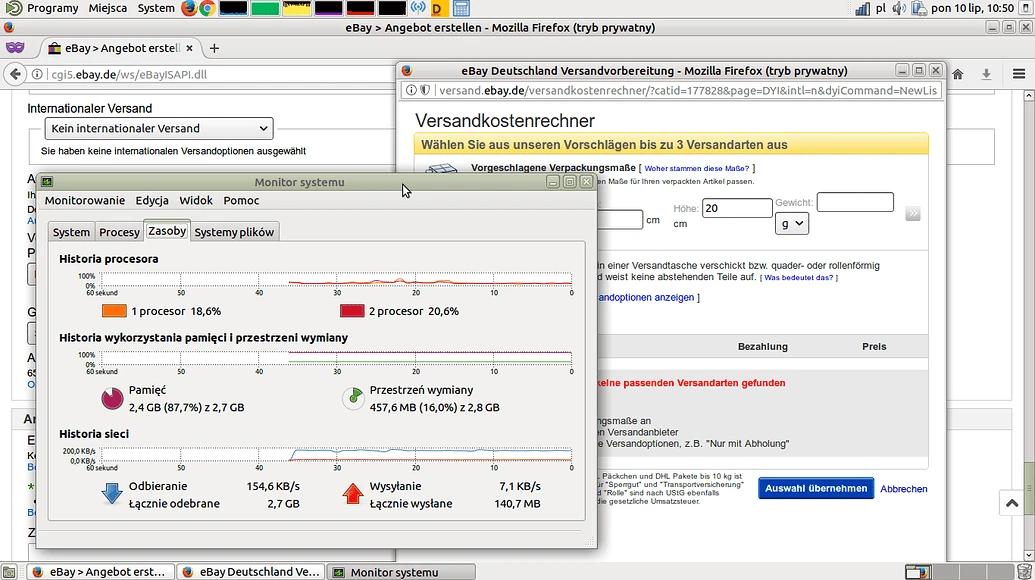 Programy Miejsca System D pl pon 10 lip, 10:50
eBay > Angebot erstellen - Mozilla Firefox (tryb prywatny)
eBay > Angebot erstell × +
cgi5.ebay.de/ws/eBayISAPI.dll
Internationaler Versand
Kein internationaler Versand
Sie haben keine internationalen Versandoptionen ausgewählt
eBay Deutschland Versandvorbereitung - Mozilla Firefox (tryb prywatny)
versand.ebay.de/versandkostenrechner/?catid=177828&page=DYI&intl=n&dyiCommand=NewLis
Versandkostenrechner
Wählen Sie aus unseren Vorschlägen bis zu 3 Versandarten aus
Vorgeschlagene Verpackungsmaße [ Woher stammen diese Maße? ]
en Maße für Ihren verpackten Artikel passen.
cm
Höhe: 20
cm
Gewicht:
g
in einer Versandtasche verschickt bzw. quader- oder rollenförmig
d weist keine abstehenden Teile auf. [ Was bedeutet das? ]
andoptionen anzeigen ]
Bezahlung Preis
keine passenden Versandarten gefunden
ngsmaße an
en Versandanbieter
e Versandoptionen, z.B. "Nur mit Abholung"
. Päckchen und DHL Pakete bis 10 kg ist
ür "Sperrgut" und "Transportversicherung"
nd "Rolle" sind nach UStG ebenfalls
die gesetzliche Umsatzsteuer.
Auswahl übernehmen Abbrechen
Monitor systemu
Monitorowanie Edycja Widok Pomoc
System Procesy Zasoby Systemy plików
Historia procesora
100%
0%
60 sekund 50 40 30 20 10 0
1 procesor 18,6% 2 procesor 20,6%
Historia wykorzystania pamięci i przestrzeni wymiany
100%
0%
60 sekund 50 40 30 20 10 0
Pamięć
2,4 GB (87,7%) z 2,7 GB
Przestrzeń wymiany
457,6 MB (16,0%) z 2,8 GB
Historia sieci
200,0 KB/s
0,0 KB/s
60 sekund 50 40 30 20 10 0
Odbieranie 154,6 KB/s
Łącznie odebrane 2,7 GB
Wysyłanie 7,1 KB/s
Łącznie wysłane 140,7 MB
eBay > Angebot erst... eBay Deutschland Ve... Monitor systemu